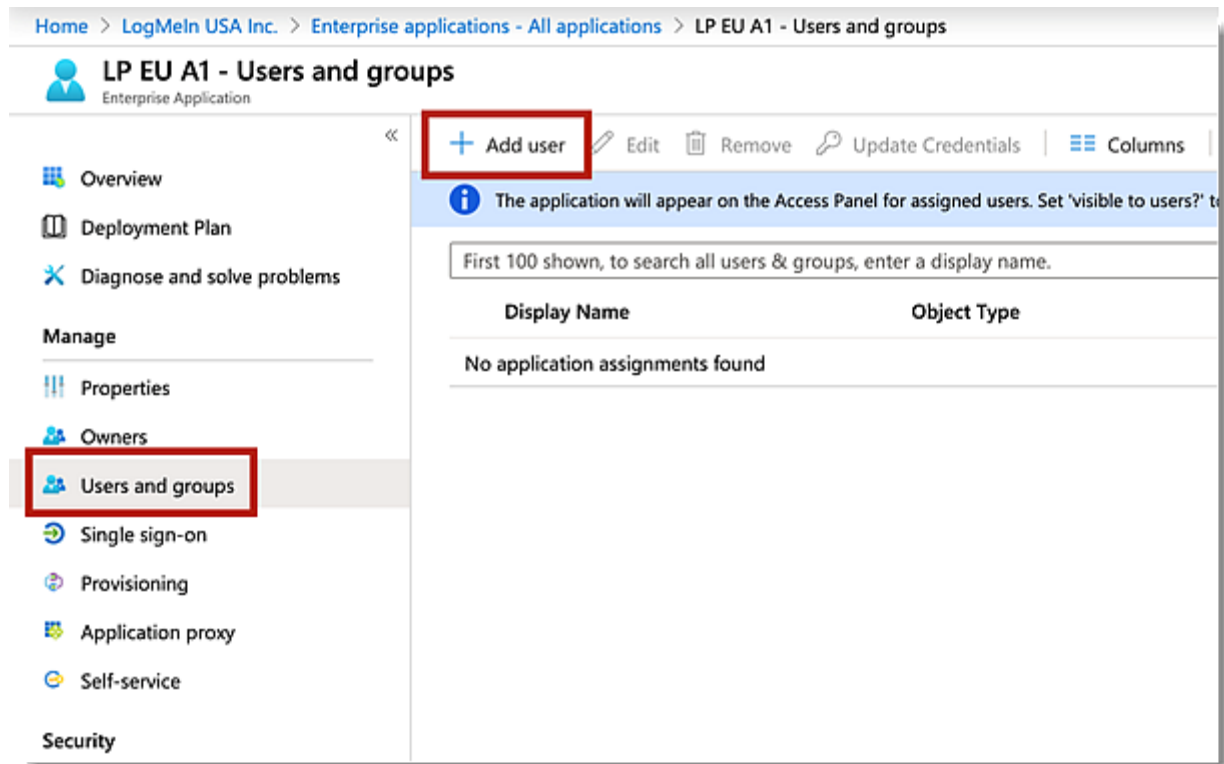 Home > LogMeIn USA Inc. > Enterprise applications - All applications > LP EU A1 - Users and groups
LP EU A1 - Users and groups
Enterprise Application
«
Overview
Deployment Plan
Diagnose and solve problems
Manage
Properties
Owners
Users and groups
Single sign-on
Provisioning
Application proxy
Self-service
Security
+ Add user Edit Remove Update Credentials Columns
The application will appear on the Access Panel for assigned users. Set 'visible to users?'
First 100 shown, to search all users & groups, enter a display name.
Display Name Object Type
No application assignments found